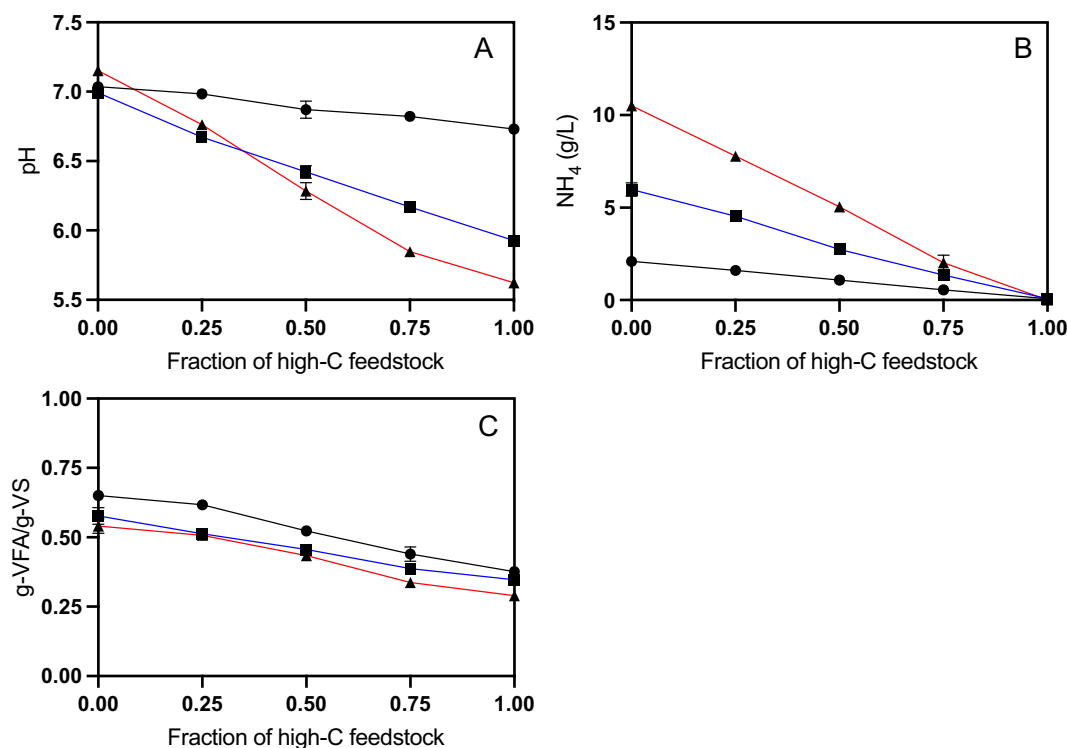 A
7.5
7.0
6.5
6.0
5.5
pH
0.00 0.25 0.50 0.75 1.00
Fraction of high-C feedstock
B
15
10
5
0
NH4 (g/L)
0.00 0.25 0.50 0.75 1.00
Fraction of high-C feedstock
C
1.00
0.75
0.50
0.25
0.00
g-VFA/g-VS
0.00 0.25 0.50 0.75 1.00
Fraction of high-C feedstock